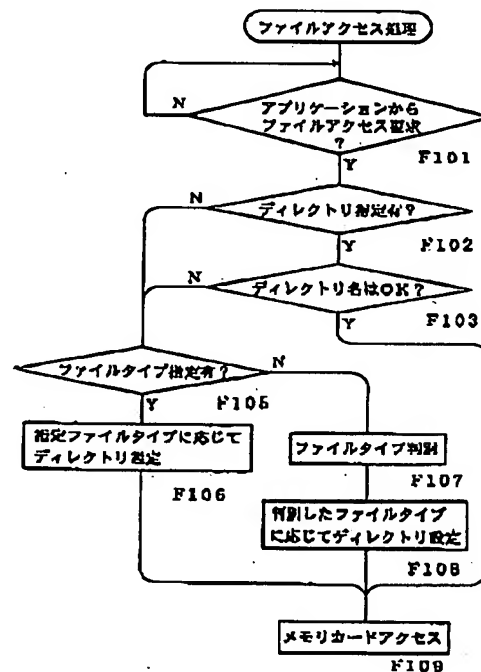 ファイルアクセス処理
N
アプリケーションから
ファイルアクセス要求
?
F101
Y
N
ディレクトリ指定有?
F102
Y
N
ディレクトリ名はOK?
F103
Y
ファイルタイプ指定有?
N
F105
Y
指定ファイルタイプに応じて
ディレクトリ設定
F106
ファイルタイプ判別
F107
判別したファイルタイプ
に応じてディレクトリ設定
F108
メモリカードアクセス
F109